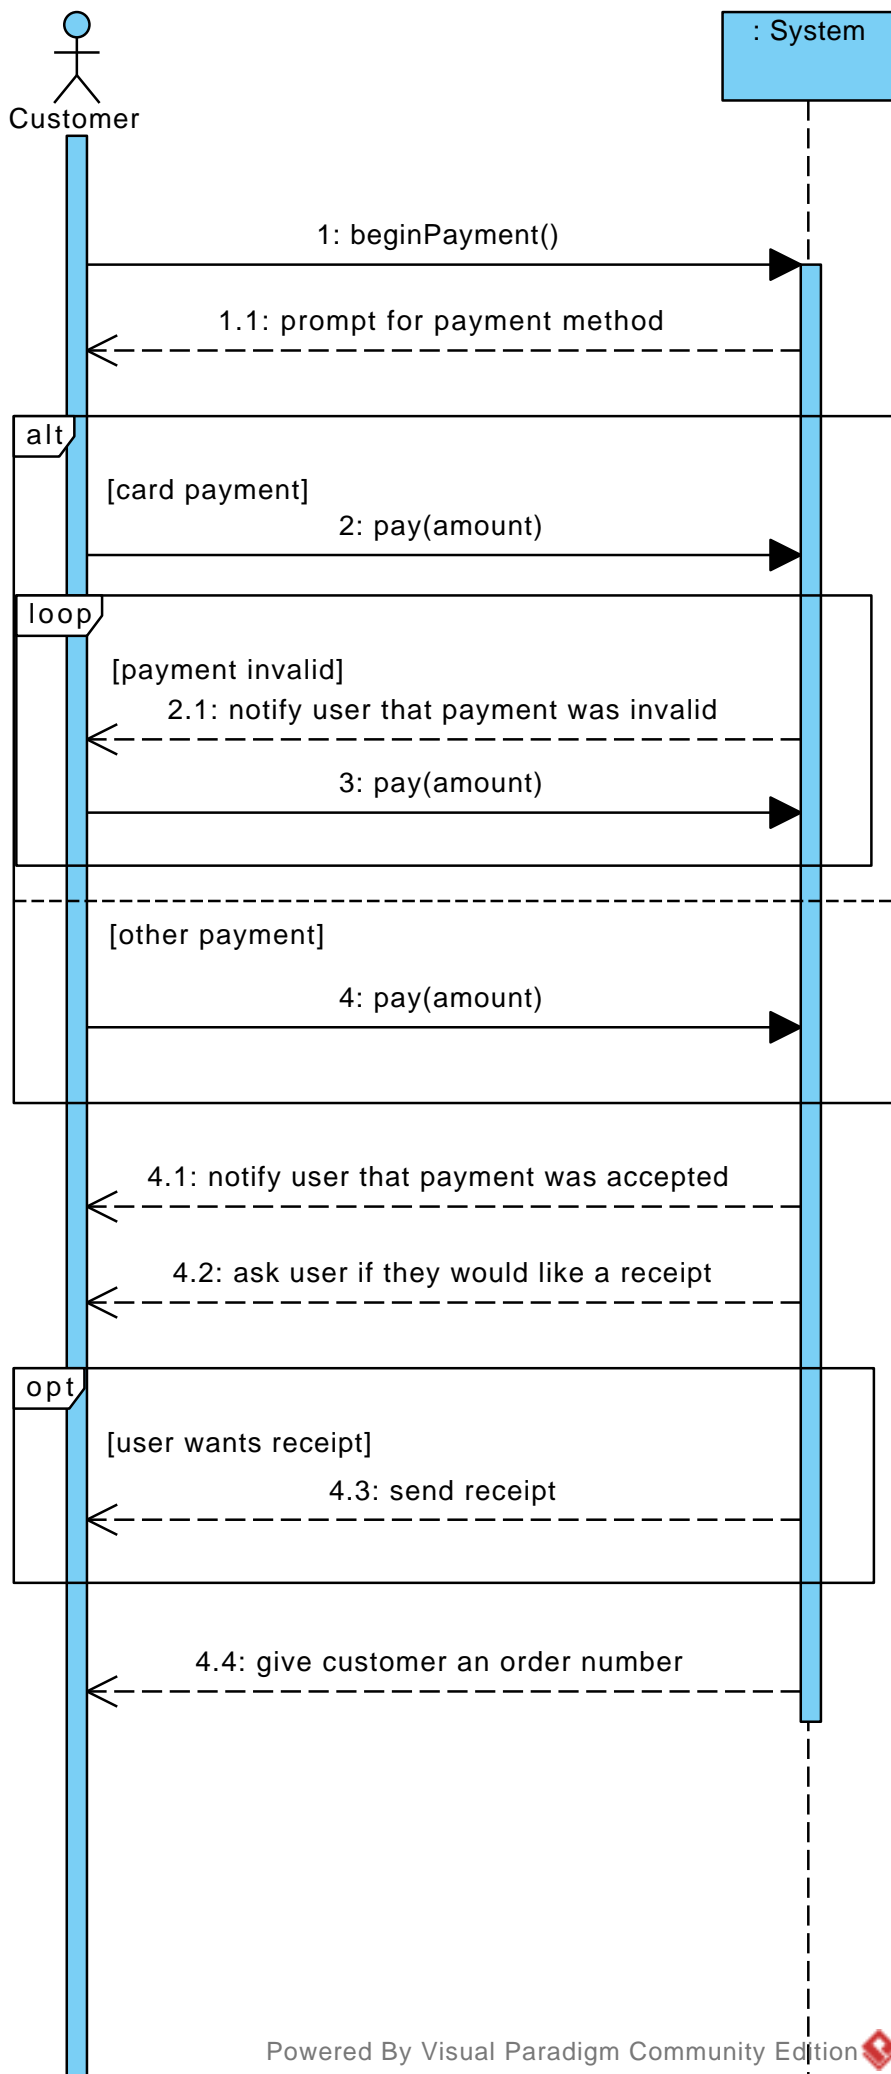 : System
Customer
1: beginPayment()
1.1: prompt for payment method
alt
[card payment]
2: pay(amount)
loop
[payment invalid]
2.1: notify user that payment was invalid
3: pay(amount)
[other payment]
4: pay(amount)
4.1: notify user that payment was accepted
4.2: ask user if they would like a receipt
opt
[user wants receipt]
4.3: send receipt
4.4: give customer an order number
Powered By Visual Paradigm Community Edition